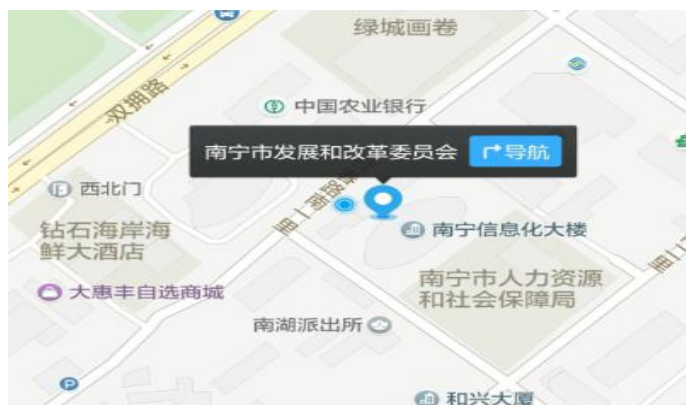 绿城画卷
双拥路
中国农业银行
南宁市发展和改革委员会
导航
西北门
钻石海岸海
鲜大酒店
南宁信息化大楼
大惠丰自选商城
南宁市人力资源
和社会保障局
南湖派出所
P
和兴大厦